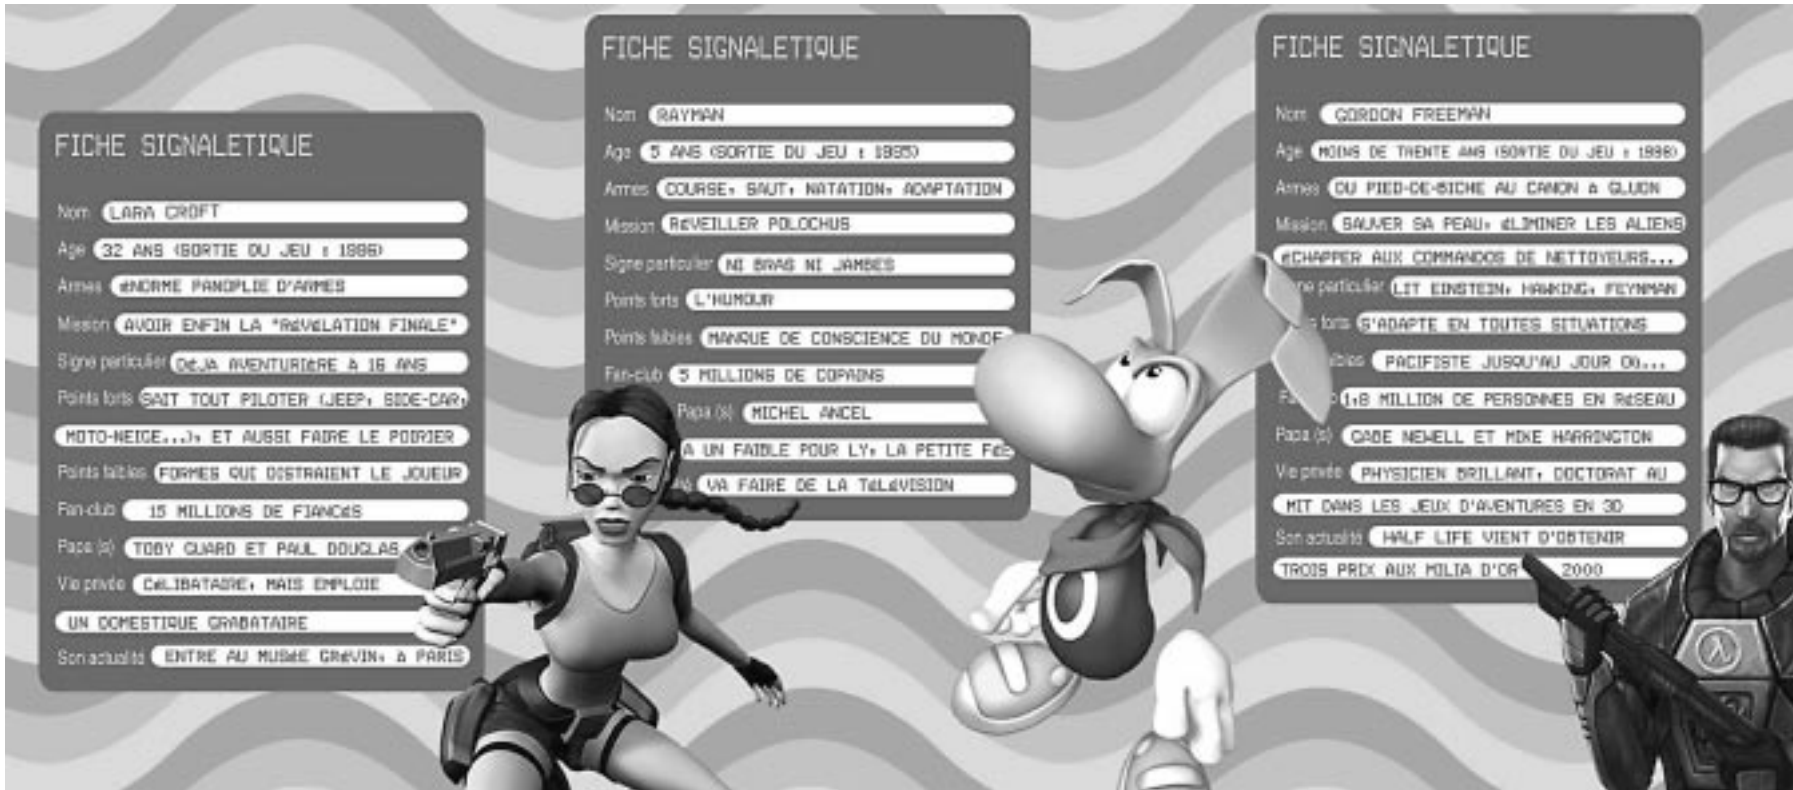 FICHE SIGNALETIQUE
Nom LARA CROFT
Age 32 ANS (SORTIE DU JEU : 1996)
Armes éNORME PANOPLIE D'ARMES
Mission AVOIR ENFIN LA "RéVéLATION FINALE"
Signe particulier DéJà AVENTURIèRE à 16 ANS
Points forts SAIT TOUT PILOTER (JEEP, SIDE-CAR,
MOTO-NEIGE...), ET AUSSI FAIRE LE POIRIER
Points faibles FORMES QUI DISTRAIENT LE JOUEUR
Fan-club 15 MILLIONS DE FIANCéS
Papa (s) TOBY GUARD ET PAUL DOUGLAS
Vie privée CéLIBATAIRE, MAIS EMPLOIE
UN DOMESTIQUE GRABATAIRE
Son actualité ENTRE AU MUSéE GRéVIN, à PARIS
FICHE SIGNALETIQUE
Nom RAYMAN
Age 5 ANS (SORTIE DU JEU : 1995)
Armes COURSE, SAUT, NATATION, ADAPTATION
Mission RéVEILLER POLOCHUS
Signe particulier NI BRAS NI JAMBES
Points forts L'HUMOUR
Points faibles MANQUE DE CONSCIENCE DU MONDE
Fan-club 5 MILLIONS DE COPAINS
Papa (s) MICHEL ANCEL
A UN FAIBLE POUR LY, LA PETITE FéE
VA FAIRE DE LA TéLéVISION
FICHE SIGNALETIQUE
Nom GORDON FREEMAN
Age MOINS DE TRENTE ANS (SORTIE DU JEU : 1998)
Armes DU PIED-DE-BICHE AU CANON à GLUON
Mission SAUVER SA PEAU, éLIMINER LES ALIENS
éCHAPPER AUX COMMANDOS DE NETTOYEURS...
particulier LIT EINSTEIN, HAWKING, FEYNMAN
forts S'ADAPTE EN TOUTES SITUATIONS
PACIFISTE JUSQU'AU JOUR Où...
1,8 MILLION DE PERSONNES EN RéSEAU
Papa (s) GABE NEWELL ET MIKE HARRINGTON
Vie privée PHYSICIEN BRILLANT, DOCTORAT AU
MIT DANS LES JEUX D'AVENTURES EN 3D
Son actualité HALF LIFE VIENT D'OBTENIR
TROIS PRIX AUX MILIA D'OR 2000